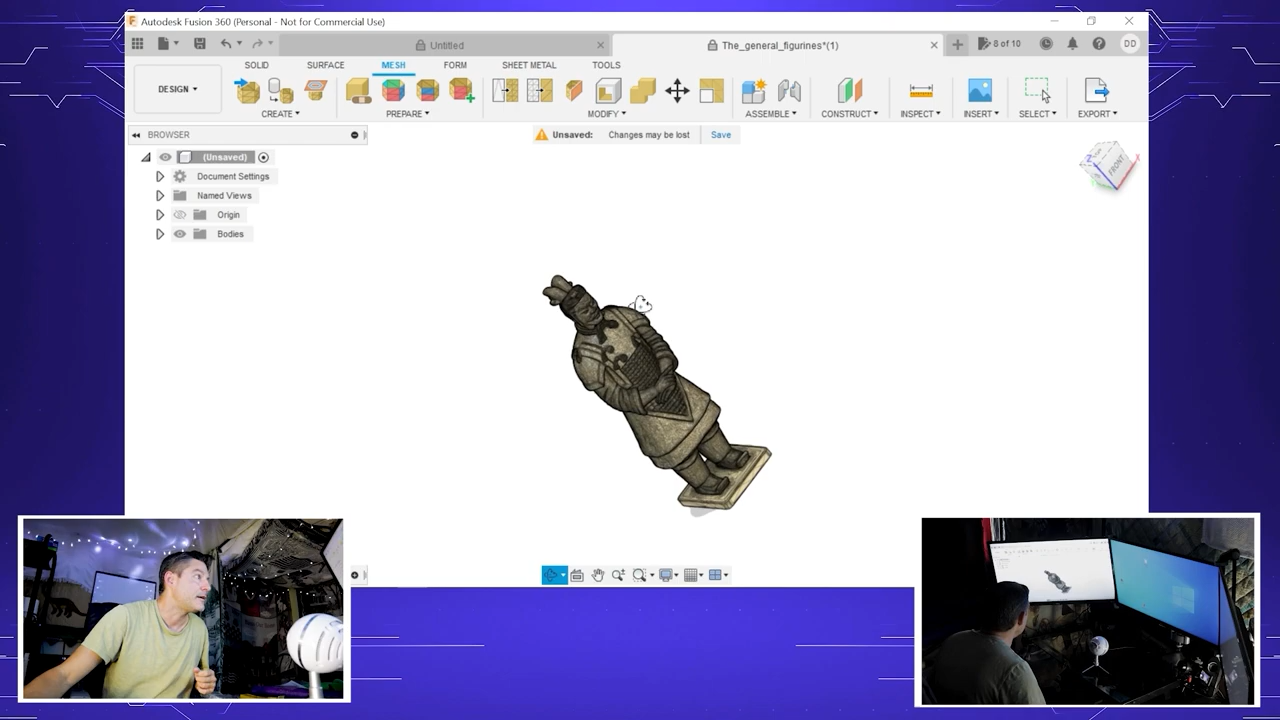 Autodesk Fusion 360 (Personal - Not for Commercial Use)
Untitled
The_general_figurines*(1)
8 of 10
DD
SOLID SURFACE MESH FORM SHEET METAL TOOLS
DESIGN
CREATE PREPARE MODIFY ASSEMBLE CONSTRUCT INSPECT INSERT SELECT EXPORT
BROWSER
Unsaved: Changes may be lost Save
(Unsaved)
Document Settings
Named Views
Origin
Bodies
FRONT